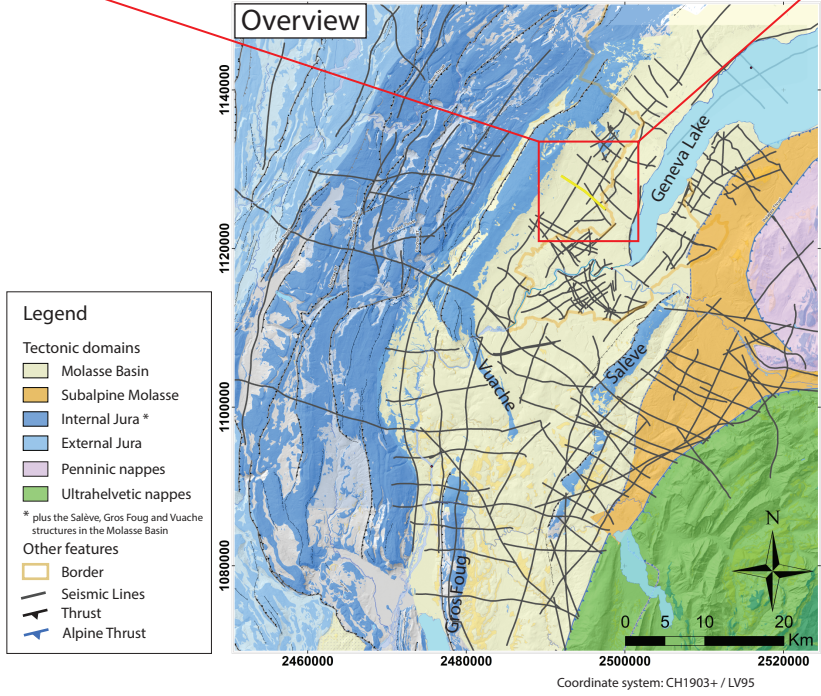 Overview
1140000
1120000
1100000
1080000
Geneva Lake
Salève
Vuache
Gros Foug
Legend
Tectonic domains
Molasse Basin
Subalpine Molasse
Internal Jura *
External Jura
Penninic nappes
Ultrahelvetic nappes
* plus the Salève, Gros Foug and Vuache
structures in the Molasse Basin
Other features
Border
Seismic Lines
Thrust
Alpine Thrust
N
0 5 10 20
Km
2460000 2480000 2500000 2520000
Coordinate system: CH1903+ / LV95